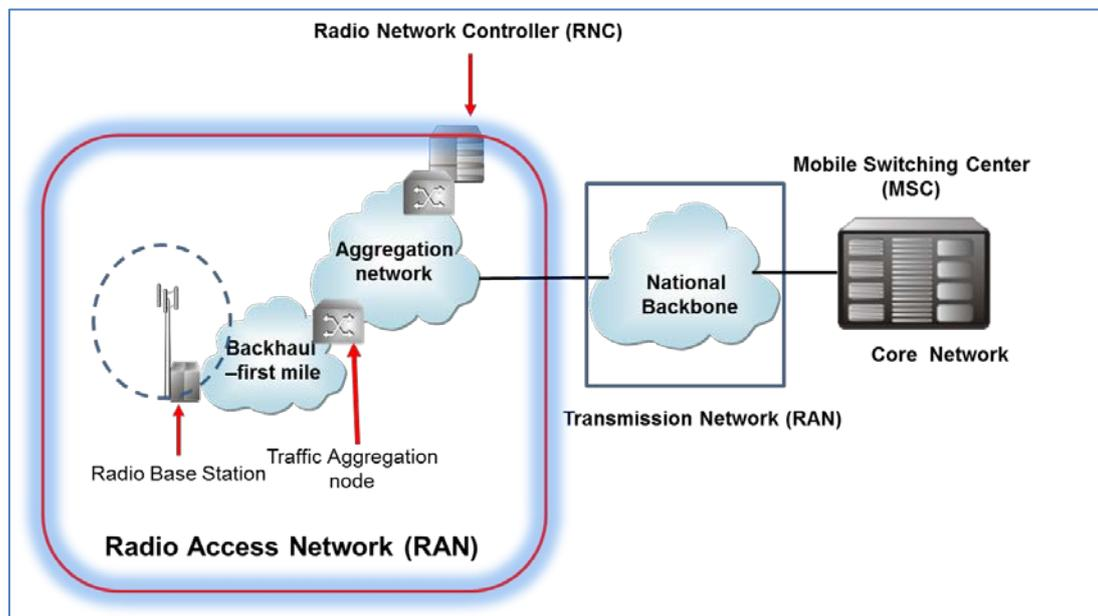 Radio Network Controller (RNC)
Mobile Switching Center
(MSC)
Aggregation
network
National
Backbone
Backhaul
–first mile
Core Network
Transmission Network (RAN)
Radio Base Station
Traffic Aggregation
node
Radio Access Network (RAN)